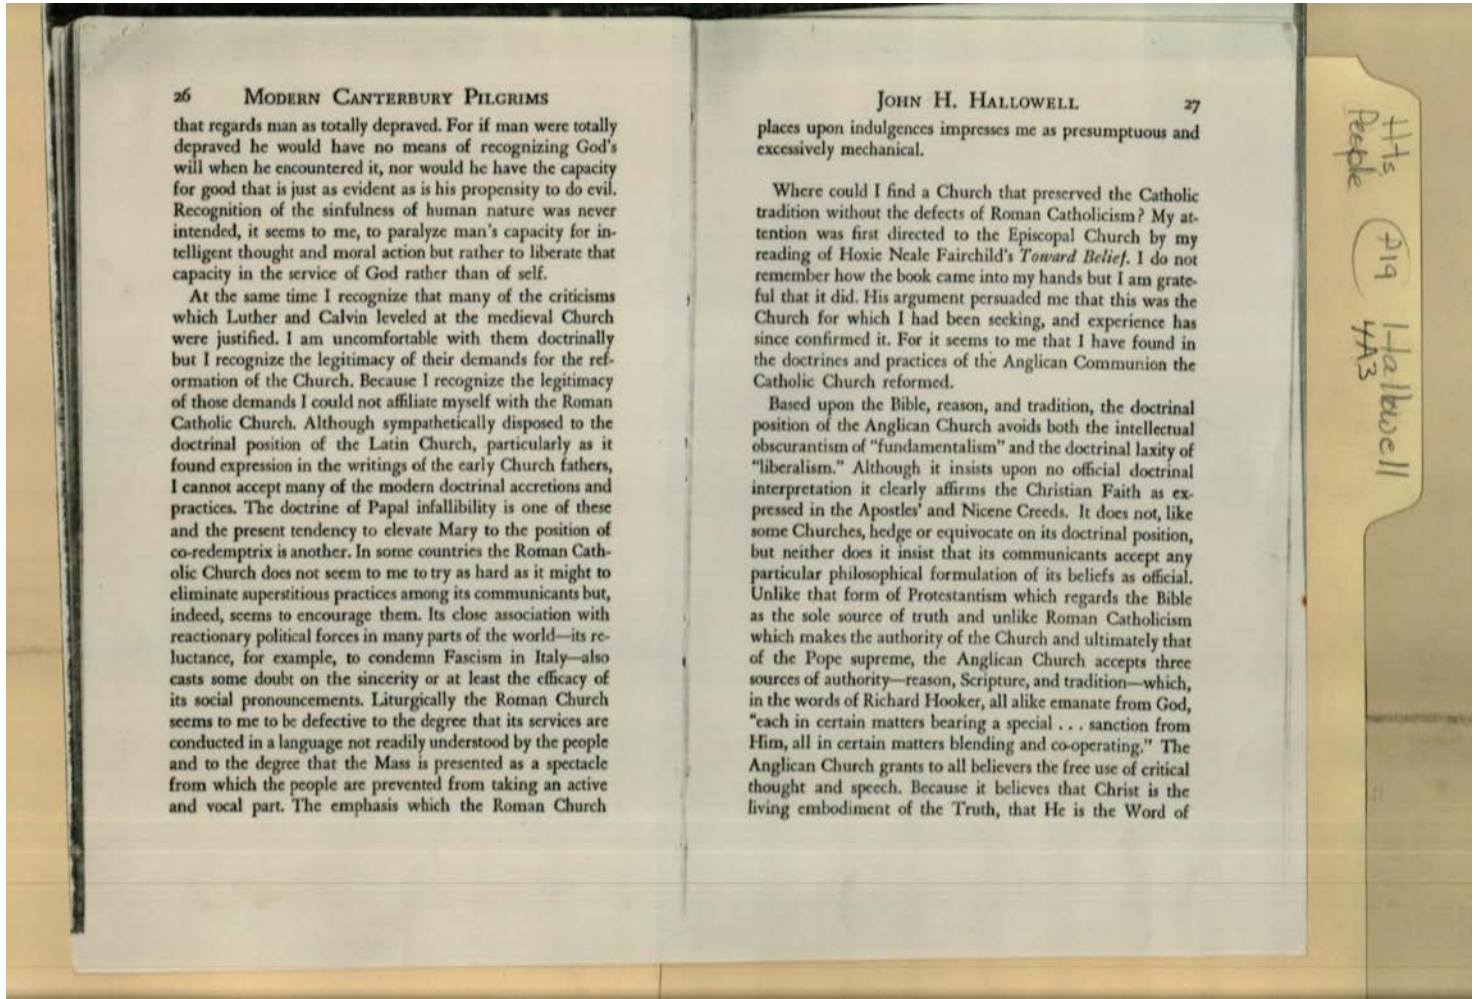 26 MODERN CANTERBURY PILGRIMS
that regards man as totally depraved. For if man were totally
depraved he would have no means of recognizing God's
will when he encountered it, nor would he have the capacity
for good that is just as evident as is his propensity to do evil.
Recognition of the sinfulness of human nature was never
intended, it seems to me, to paralyze man's capacity for in-
telligent thought and moral action but rather to liberate that
capacity in the service of God rather than of self.
At the same time I recognize that many of the criticisms
which Luther and Calvin leveled at the medieval Church
were justified. I am uncomfortable with them doctrinally
but I recognize the legitimacy of their demands for the ref-
ormation of the Church. Because I recognize the legitimacy
of those demands I could not affiliate myself with the Roman
Catholic Church. Although sympathetically disposed to the
doctrinal position of the Latin Church, particularly as it
found expression in the writings of the early Church fathers,
I cannot accept many of the modern doctrinal accretions and
practices. The doctrine of Papal infallibility is one of these
and the present tendency to elevate Mary to the position of
co-redemptrix is another. In some countries the Roman Cath-
olic Church does not seem to me to try as hard as it might to
eliminate superstitious practices among its communicants but,
indeed, seems to encourage them. Its close association with
reactionary political forces in many parts of the world—its re-
luctance, for example, to condemn Fascism in Italy—also
casts some doubt on the sincerity or at least the efficacy of
its social pronouncements. Liturgically the Roman Church
seems to me to be defective to the degree that its services are
conducted in a language not readily understood by the people
and to the degree that the Mass is presented as a spectacle
from which the people are prevented from taking an active
and vocal part. The emphasis which the Roman Church
JOHN H. HALLOWELL 27
places upon indulgences impresses me as presumptuous and
excessively mechanical.
Where could I find a Church that preserved the Catholic
tradition without the defects of Roman Catholicism? My at-
tention was first directed to the Episcopal Church by my
reading of Hoxie Neale Fairchild's Toward Belief. I do not
remember how the book came into my hands but I am grate-
ful that it did. His argument persuaded me that this was the
Church for which I had been seeking, and experience has
since confirmed it. For it seems to me that I have found in
the doctrines and practices of the Anglican Communion the
Catholic Church reformed.
Based upon the Bible, reason, and tradition, the doctrinal
position of the Anglican Church avoids both the intellectual
obscurantism of "fundamentalism" and the doctrinal laxity of
"liberalism." Although it insists upon no official doctrinal
interpretation it clearly affirms the Christian Faith as ex-
pressed in the Apostles' and Nicene Creeds. It does not, like
some Churches, hedge or equivocate on its doctrinal position,
but neither does it insist that its communicants accept any
particular philosophical formulation of its beliefs as official.
Unlike that form of Protestantism which regards the Bible
as the sole source of truth and unlike Roman Catholicism
which makes the authority of the Church and ultimately that
of the Pope supreme, the Anglican Church accepts three
sources of authority—reason, Scripture, and tradition—which,
in the words of Richard Hooker, all alike emanate from God,
"each in certain matters bearing a special . . . sanction from
Him, all in certain matters blending and co-operating." The
Anglican Church grants to all believers the free use of critical
thought and speech. Because it believes that Christ is the
living embodiment of the Truth, that He is the Word of
Hallowell
People
4A3